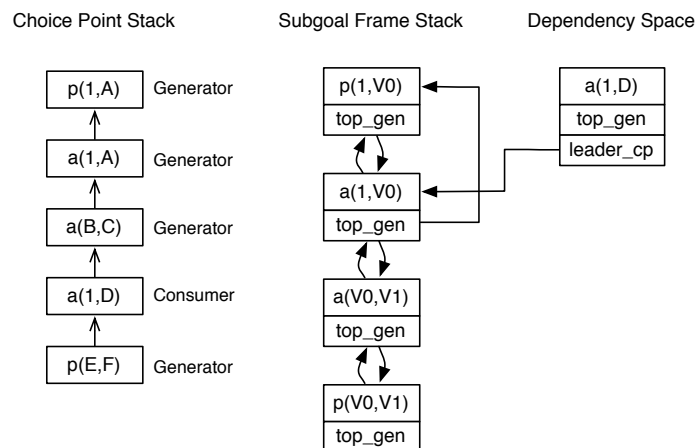 Choice Point Stack
Subgoal Frame Stack
Dependency Space
p(1,A)
Generator
a(1,A)
Generator
a(B,C)
Generator
a(1,D)
Consumer
p(E,F)
Generator
p(1,V0)
top_gen
a(1,V0)
top_gen
a(V0,V1)
top_gen
p(V0,V1)
top_gen
a(1,D)
top_gen
leader_cp